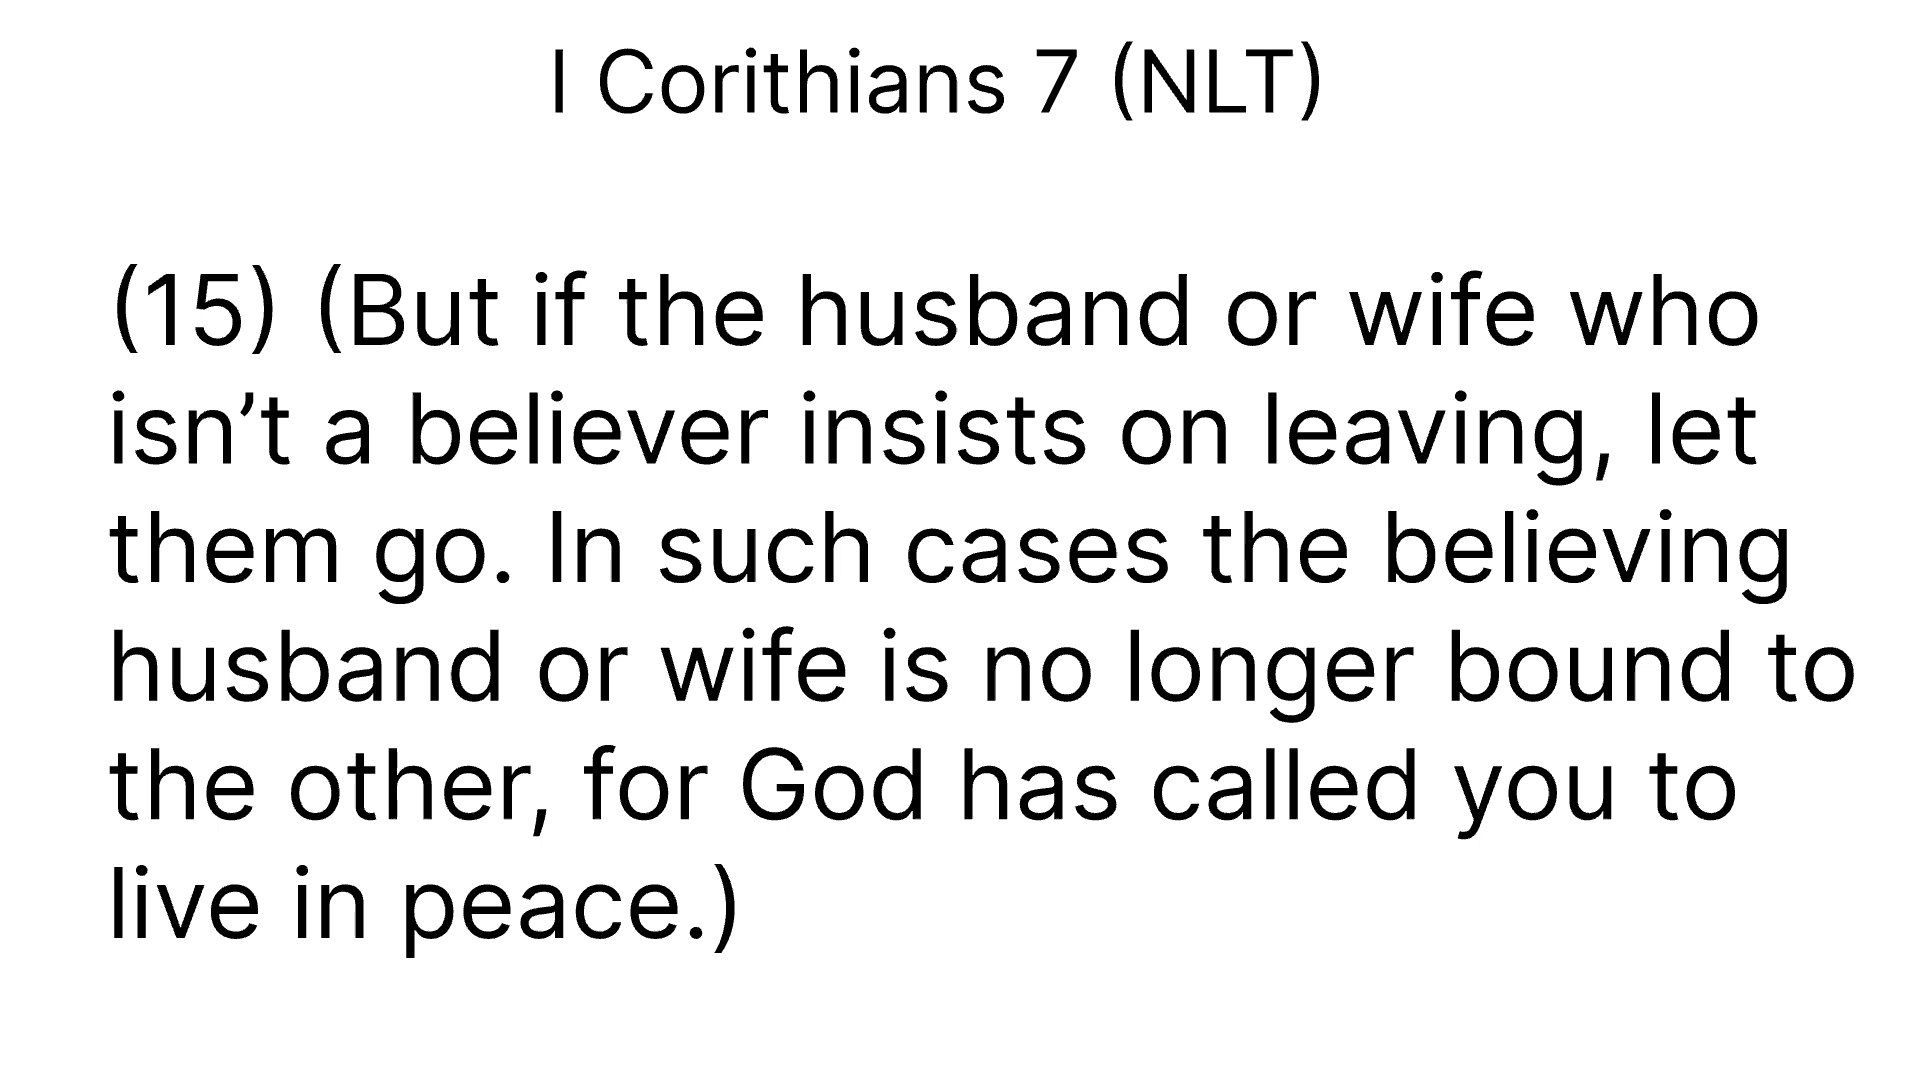 I Corithians 7 (NLT)
(15) (But if the husband or wife who
isn’t a believer insists on leaving, let
them go. In such cases the believing
husband or wife is no longer bound to
the other, for God has called you to
live in peace.)